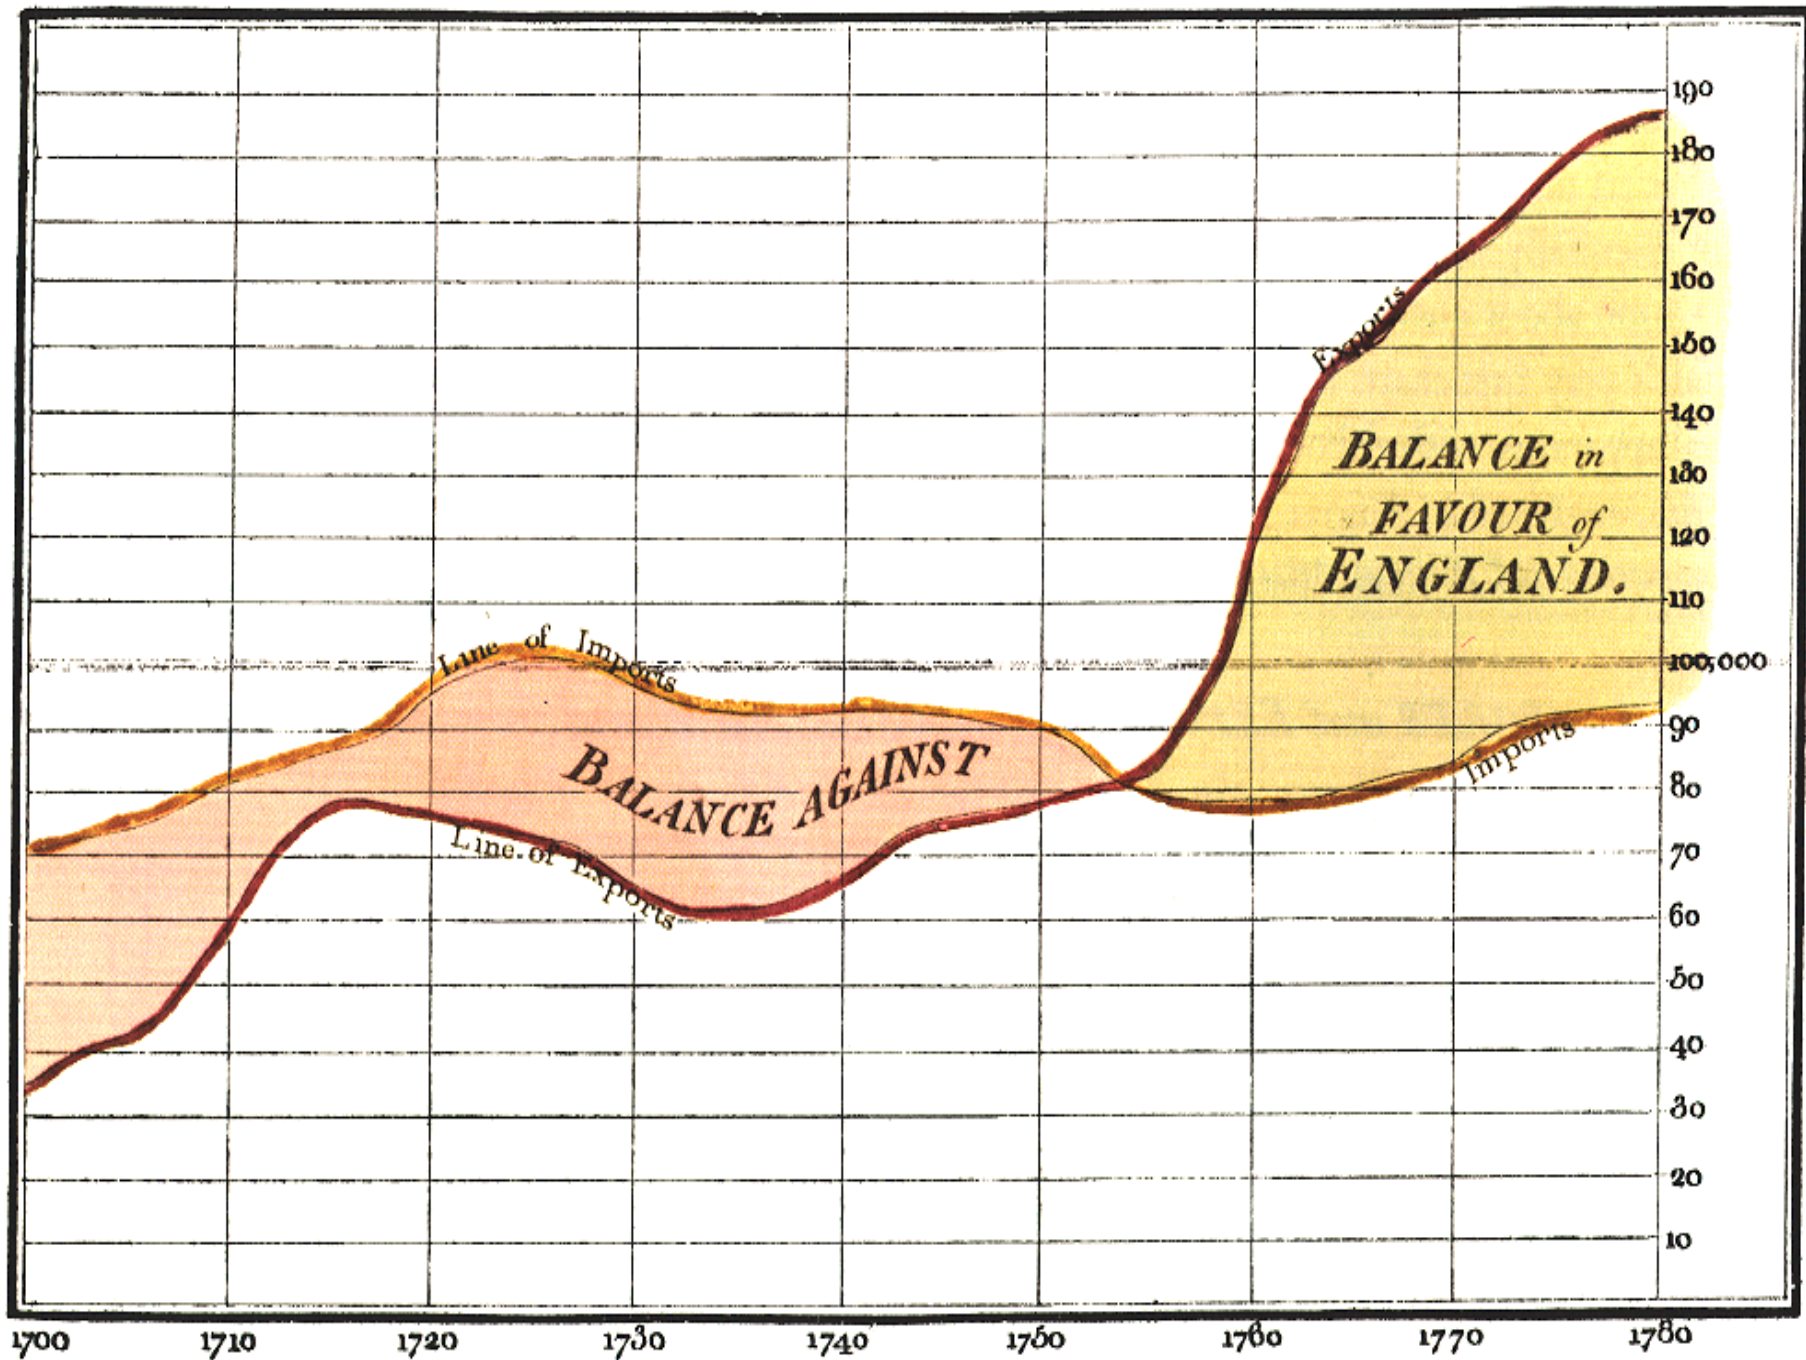 190
180
170
160
Exports
150
140
BALANCE in
130
FAVOUR of
120
ENGLAND.
110
Line of Imports
100,000
90
Imports
BALANCE AGAINST
80
Line of Exports
70
60
50
40
30
20
10
1700 1710 1720 1730 1740 1750 1760 1770 1780